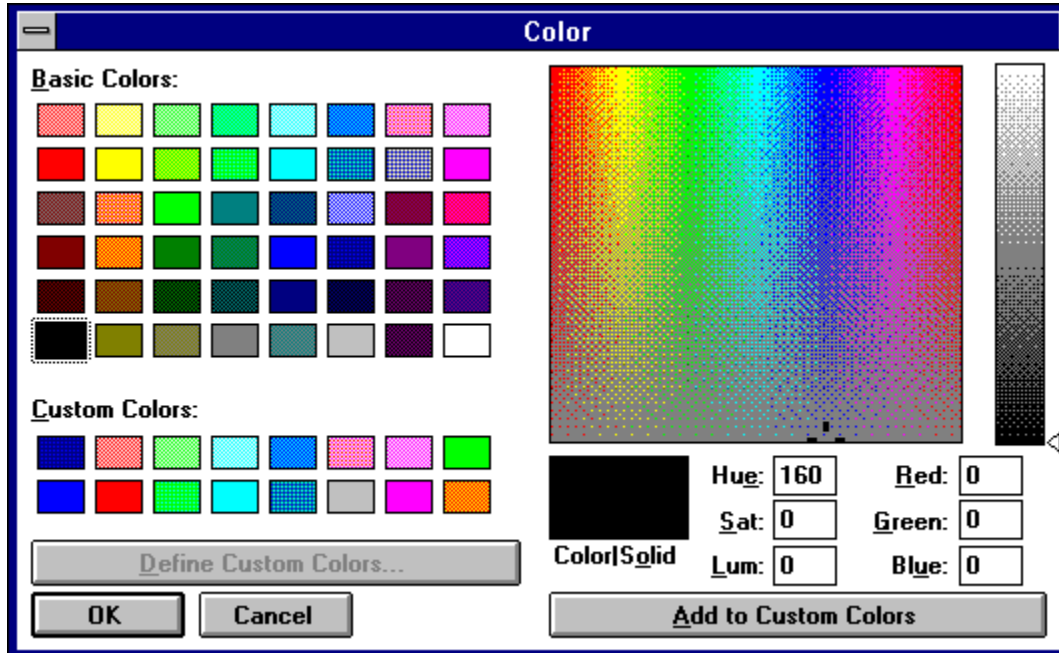 Color
Basic Colors:
Custom Colors:
Define Custom Colors...
OK Cancel
Color|Solid
Hue: 160 Red: 0
Sat: 0 Green: 0
Lum: 0 Blue: 0
Add to Custom Colors